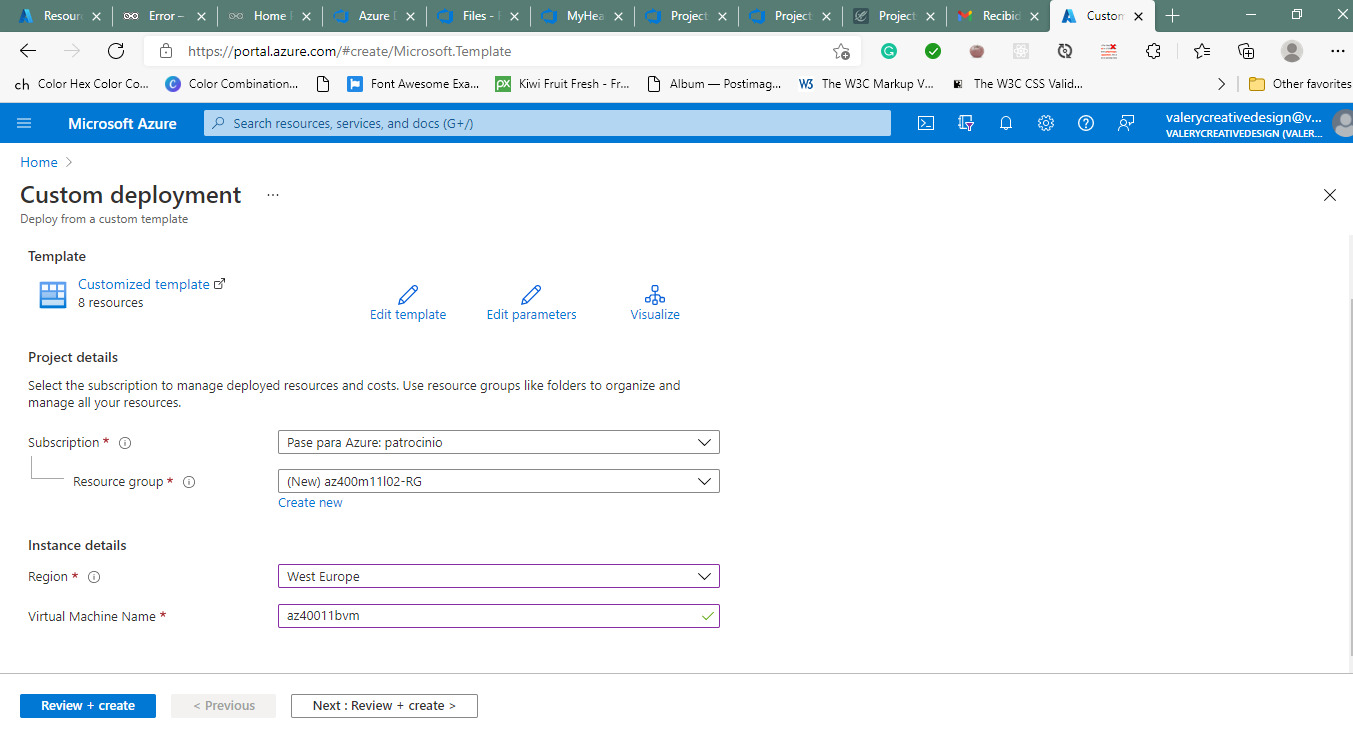 Resour
Error –
Home
Azure D
Files -
MyHea
Project
Project
Project
Recibid
Custom
https://portal.azure.com/#create/Microsoft.Template
ch Color Hex Color Co...
C Color Combination...
Font Awesome Exa...
px Kiwi Fruit Fresh - Fr...
Album — Postimag...
W3 The W3C Markup V...
The W3C CSS Valid...
Other favorites
Microsoft Azure
Search resources, services, and docs (G+/)
valerycreativedesign@v...
VALERYCREATIVEDESIGN (VALER...
Home >
Custom deployment ...
Deploy from a custom template
Template
Customized template
8 resources
Edit template
Edit parameters
Visualize
Project details
Select the subscription to manage deployed resources and costs. Use resource groups like folders to organize and
manage all your resources.
Subscription *
Pase para Azure: patrocinio
Resource group *
(New) az400m11l02-RG
Create new
Instance details
Region *
West Europe
Virtual Machine Name *
az40011bvm
Review + create
< Previous
Next : Review + create >